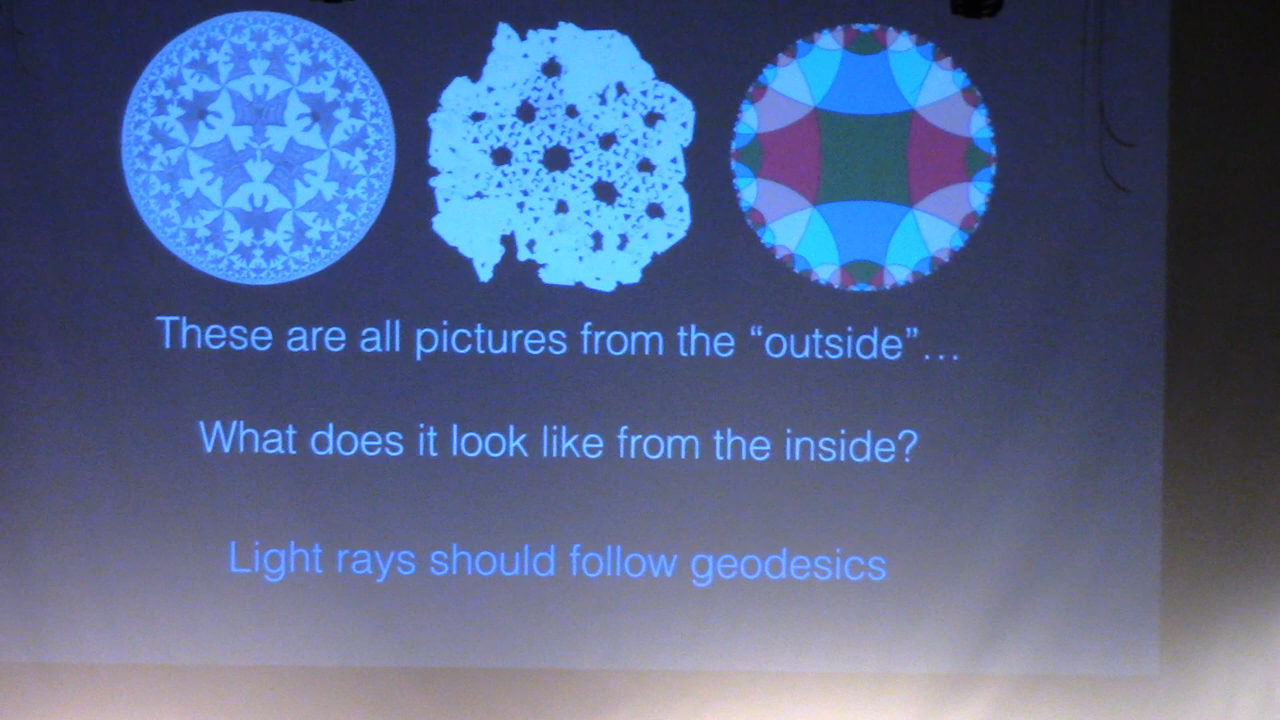 These are all pictures from the “outside”…
What does it look like from the inside?
Light rays should follow geodesics